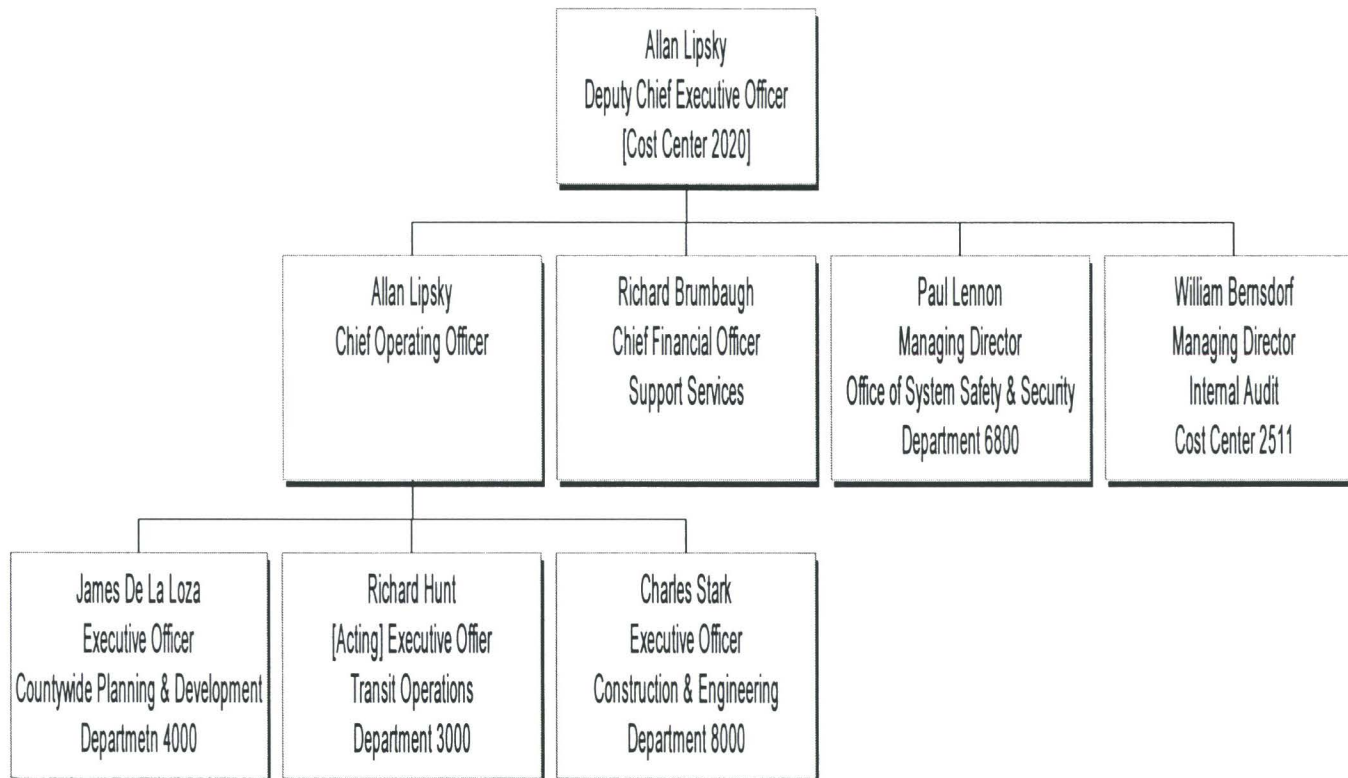 Allan Lipsky
Deputy Chief Executive Officer
[Cost Center 2020]
Allan Lipsky
Chief Operating Officer
Richard Brumbaugh
Chief Financial Officer
Support Services
Paul Lennon
Managing Director
Office of System Safety & Security
Department 6800
William Bernsdorf
Managing Director
Internal Audit
Cost Center 2511
James De La Loza
Executive Officer
Countywide Planning & Development
Departmetn 4000
Richard Hunt
[Acting] Executive Offier
Transit Operations
Department 3000
Charles Stark
Executive Officer
Construction & Engineering
Department 8000